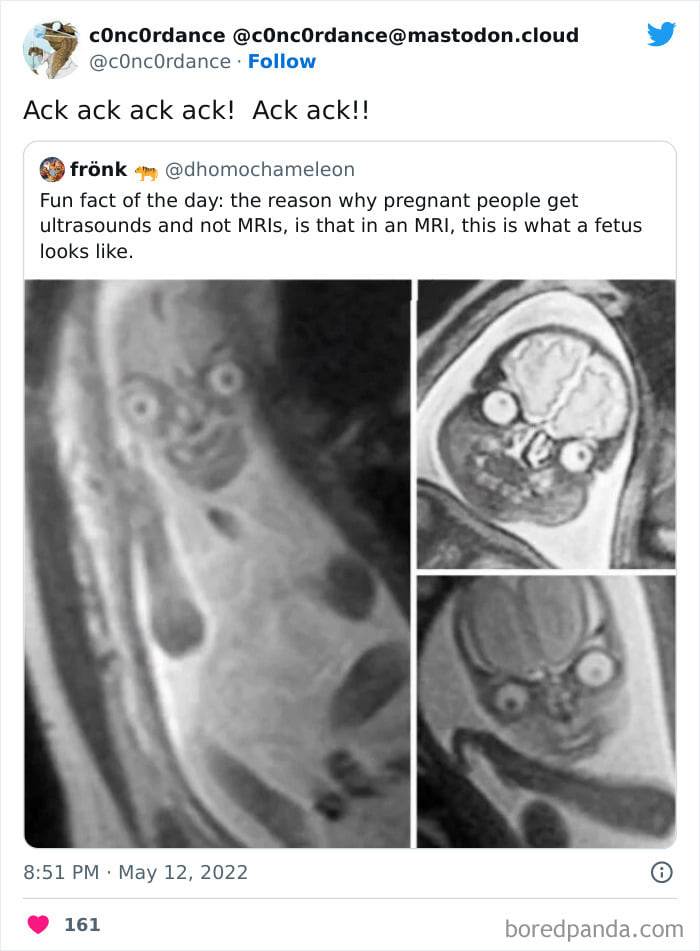 c0nc0rdance @c0nc0rdance@mastodon.cloud
@c0nc0rdance · Follow
Ack ack ack ack!  Ack ack!!
frönk 🐅 @dhomochameleon
Fun fact of the day: the reason why pregnant people get
ultrasounds and not MRIs, is that in an MRI, this is what a fetus
looks like.
8:51 PM · May 12, 2022
161
boredpanda.com